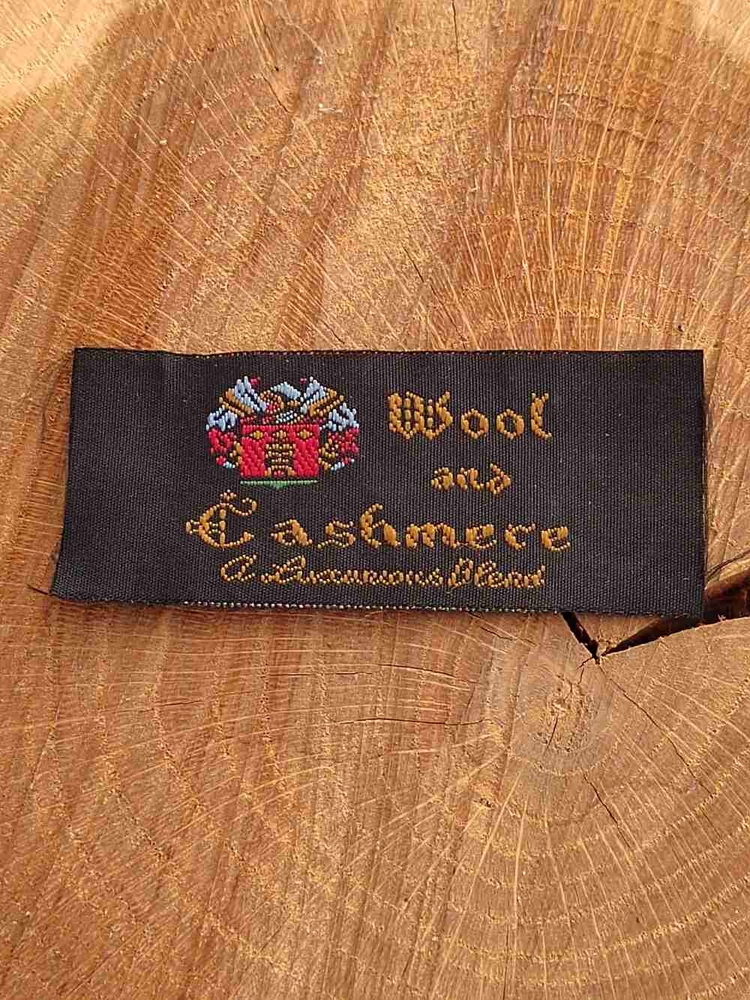 Wool
and
Cashmere
A Luxurious Blend